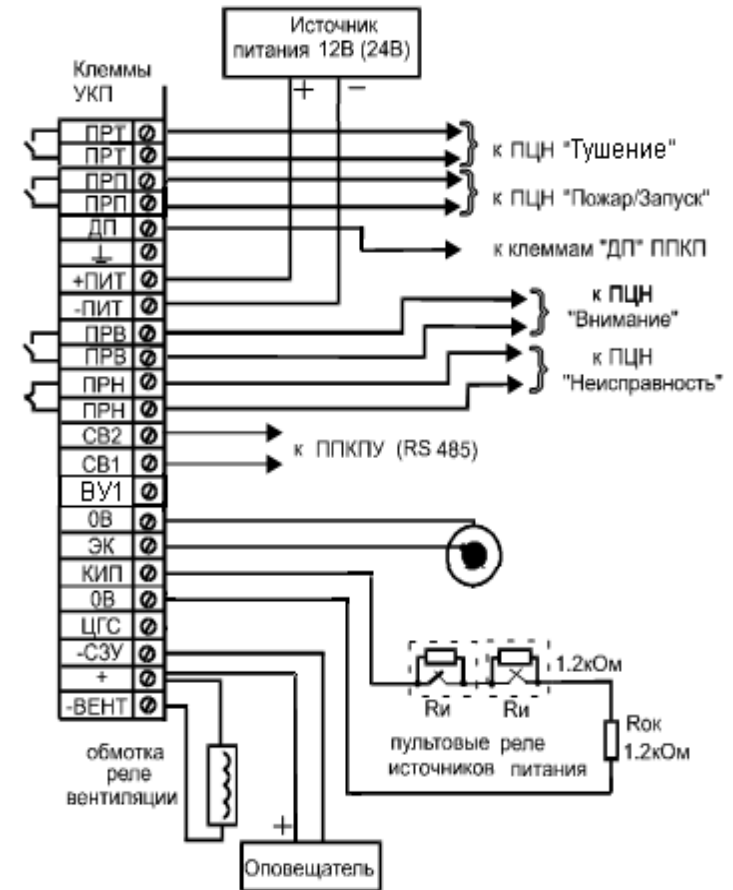 Источник
питания 12В (24В)
+ −
Клеммы
УКП
ПРТ
ПРТ
к ПЦН "Тушение"
ПРП
ПРП
к ПЦН "Пожар/Запуск"
ДП
к клеммам "ДП" ППКП
+ПИТ
-ПИТ
к ПЦН
"Внимание"
ПРВ
ПРВ
к ПЦН
"Неисправность"
ПРН
ПРН
СВ2
СВ1
к ППКПУ (RS 485)
ВУ1
0В
ЭК
КИП
0В
ЦГС
-СЗУ
+
-ВЕНТ
1.2кОм
Rи Rи
Rок
1.2кОм
пультовые реле
источников питания
обмотка
реле
вентиляции
+
Оповещатель